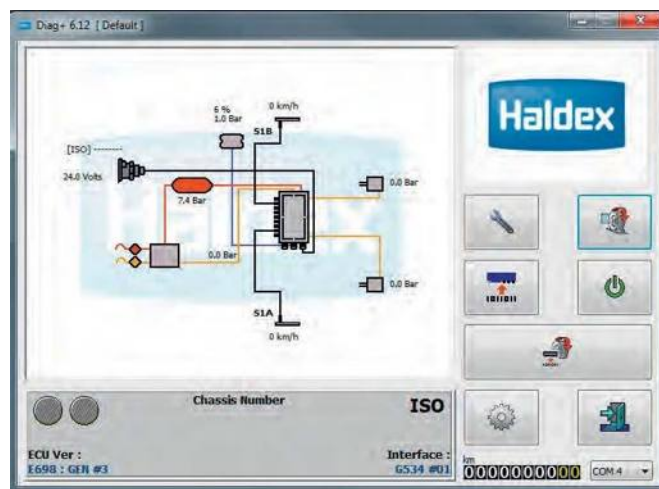 Diag+ 6.12 [ Default ]
6 %
1.0 Bar
0 km/h
S1B
[ISO] --------
24.0 Volts
7.4 Bar
0.0 Bar
0.0 Bar
0.0 Bar
S1A
0 km/h
Haldex
Chassis Number
ISO
ECU Ver :
Interface :
E698 : GEN #3
G534 #01
km
00000000000
COM 4